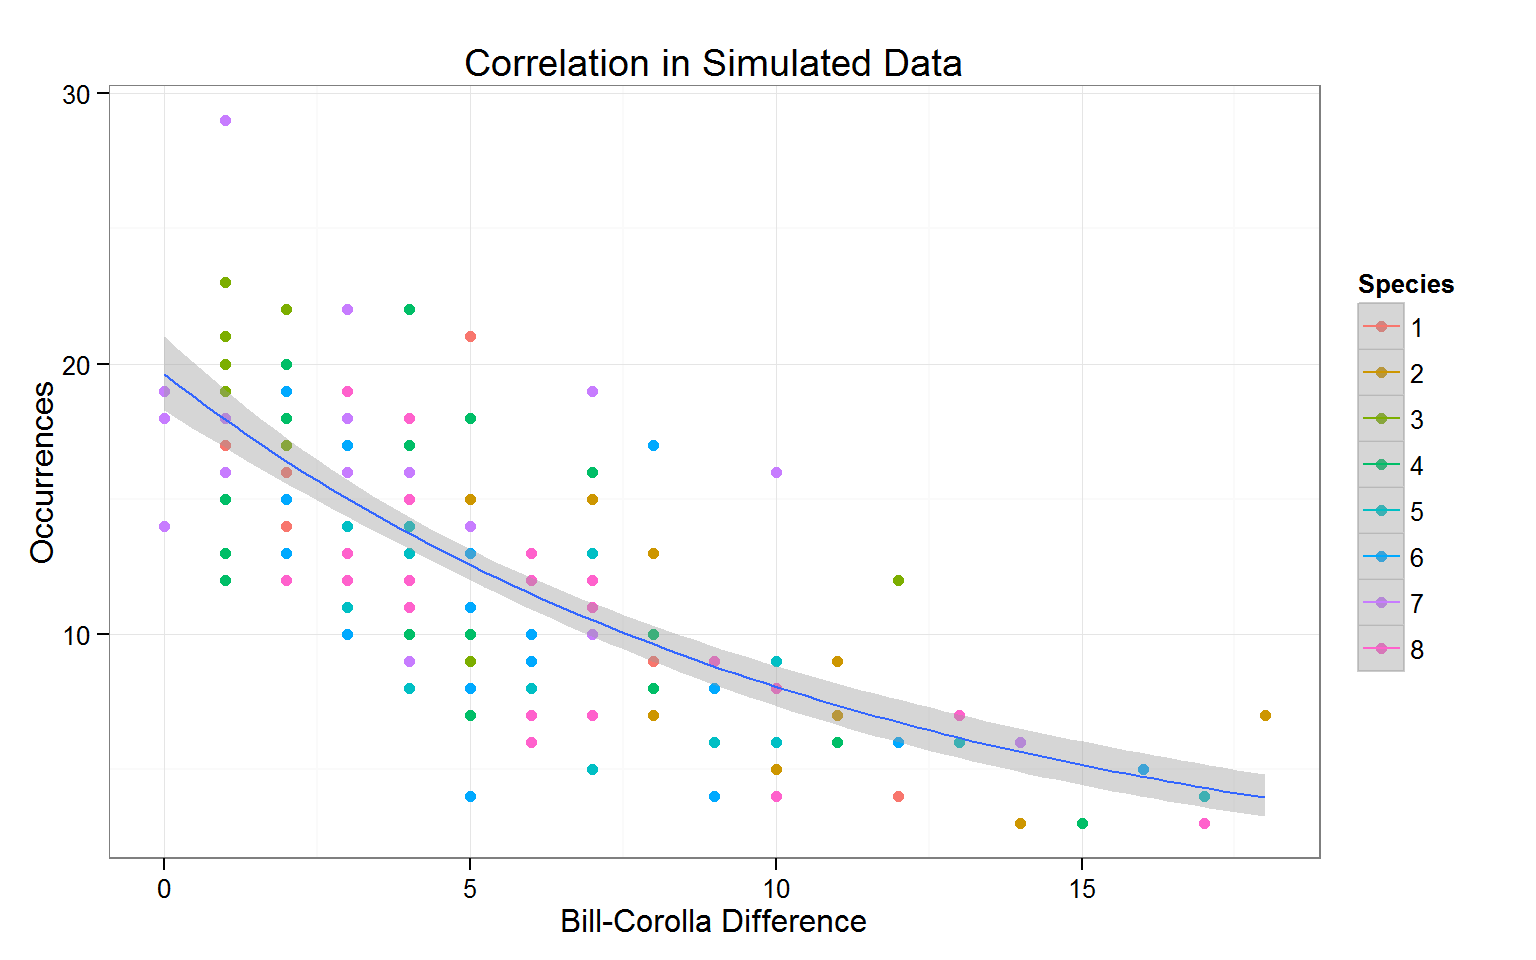 Correlation in Simulated Data
30
20
10
Occurrences
0 5 10 15
Bill-Corolla Difference
Species
1
2
3
4
5
6
7
8